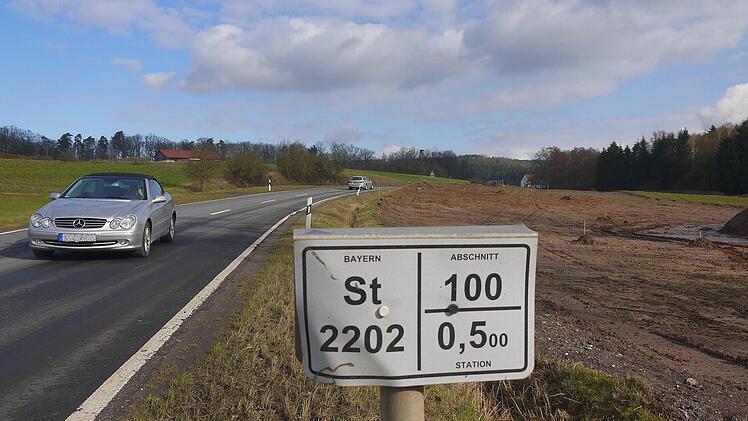 BAYERN
St
2202
ABSCHNITT
100
0,500
STATION